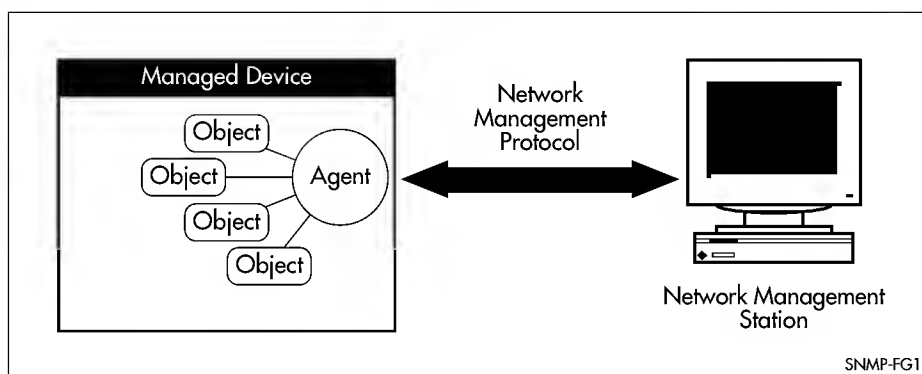 Managed Device
Object
Object
Object
Object
Agent
Network
Management
Protocol
Network Management
Station
SNMP-FG1